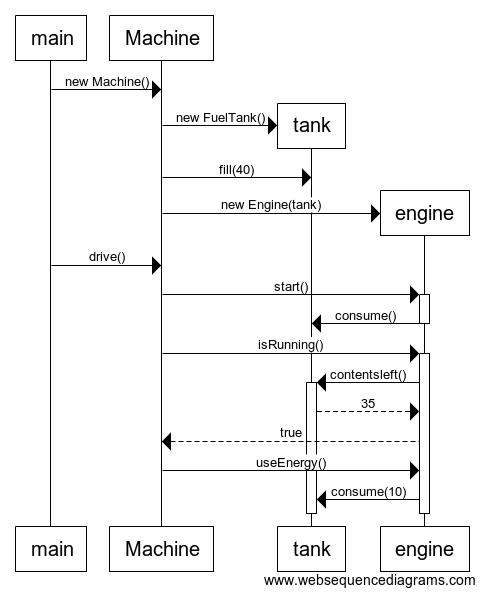 main
Machine
new Machine()
new FuelTank()
tank
fill(40)
new Engine(tank)
engine
drive()
start()
consume()
isRunning()
contentsleft()
35
true
useEnergy()
consume(10)
main
Machine
tank
engine
www.websequencediagrams.com